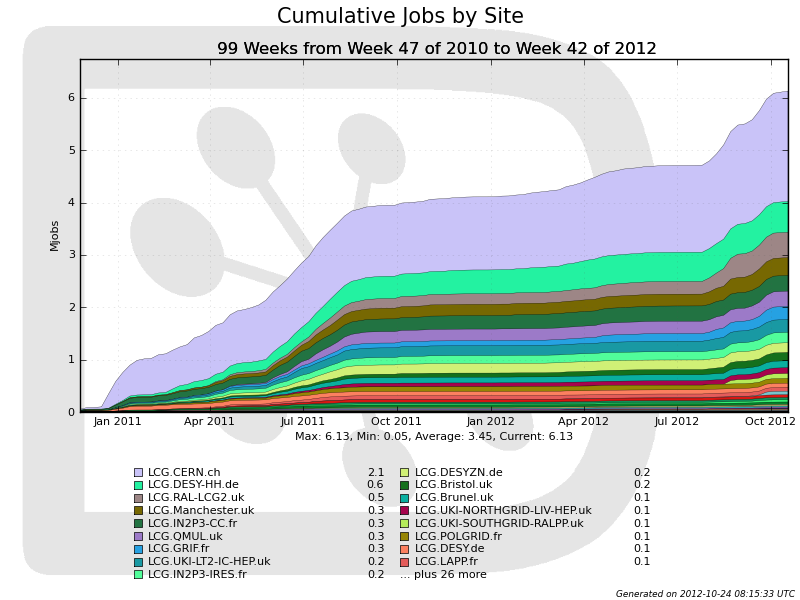 Cumulative Jobs by Site
99 Weeks from Week 47 of 2010 to Week 42 of 2012
Mjobs
6
5
4
3
2
1
0
Jan 2011 Apr 2011 Jul 2011 Oct 2011 Jan 2012 Apr 2012 Jul 2012 Oct 2012
Max: 6.13, Min: 0.05, Average: 3.45, Current: 6.13
LCG.CERN.ch 2.1 LCG.DESYZN.de 0.2
LCG.DESY-HH.de 0.6 LCG.Bristol.uk 0.2
LCG.RAL-LCG2.uk 0.5 LCG.Brunel.uk 0.1
LCG.Manchester.uk 0.3 LCG.UKI-NORTHGRID-LIV-HEP.uk 0.1
LCG.IN2P3-CC.fr 0.3 LCG.UKI-SOUTHGRID-RALPP.uk 0.1
LCG.QMUL.uk 0.3 LCG.POLGRID.fr 0.1
LCG.GRIF.fr 0.3 LCG.DESY.de 0.1
LCG.UKI-LT2-IC-HEP.uk 0.2 LCG.LAPP.fr 0.1
LCG.IN2P3-IRES.fr 0.2 ... plus 26 more
Generated on 2012-10-24 08:15:33 UTC